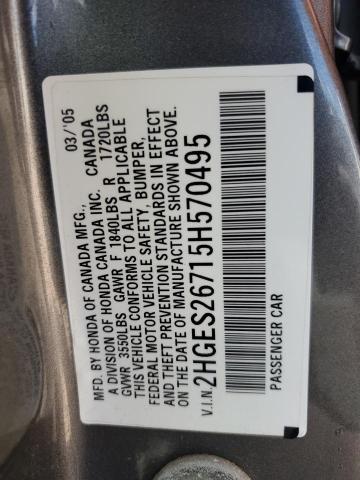 MFD. BY HONDA OF CANADA MFG., 03/'05
A DIVISION OF HONDA CANADA INC. CANADA
GVWR 3550LBS GAWR F 1840LBS R 1720LBS
THIS VEHICLE CONFORMS TO ALL APPLICABLE
FEDERAL MOTOR VEHICLE SAFETY, BUMPER,
AND THEFT PREVENTION STANDARDS IN EFFECT
ON THE DATE OF MANUFACTURE SHOWN ABOVE.
V.I.N. 2HGES26715H570495
PASSENGER CAR